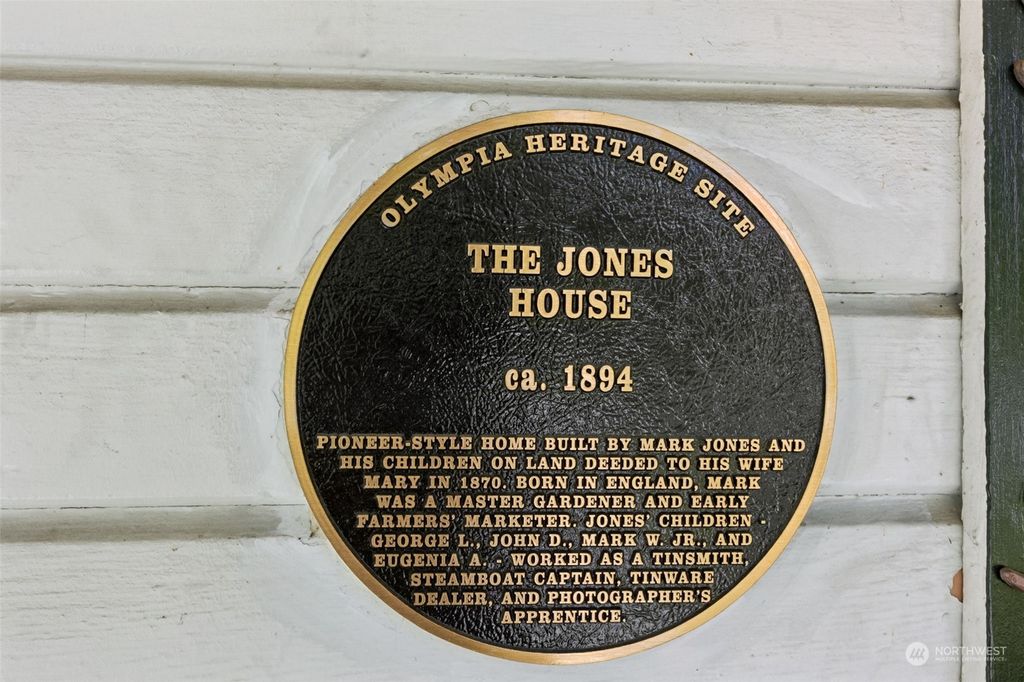 OLYMPIA HERITAGE SITE
THE JONES
HOUSE
ca. 1894
PIONEER-STYLE HOME BUILT BY MARK JONES AND
HIS CHILDREN ON LAND DEEDED TO HIS WIFE
MARY IN 1870. BORN IN ENGLAND, MARK
WAS A MASTER GARDENER AND EARLY
FARMERS' MARKETER. JONES' CHILDREN -
GEORGE L., JOHN D., MARK W. JR., AND
EUGENIA A. - WORKED AS A TINSMITH,
STEAMBOAT CAPTAIN, TINWARE
DEALER, AND PHOTOGRAPHER'S
APPRENTICE.
NORTHWEST
MULTIPLE LISTING SERVICE